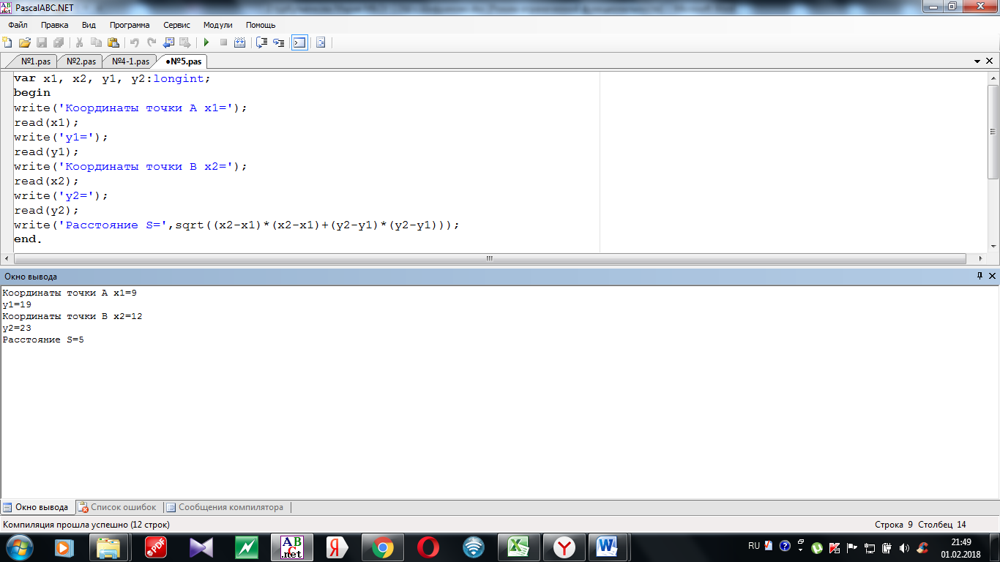 PascalABC.NET
Файл Правка Вид Программа Сервис Модули Помощь
№1.pas №2.pas №4-1.pas •№5.pas
var x1, x2, y1, y2:longint;
begin
write('Координаты точки A x1=');
read(x1);
write('y1=');
read(y1);
write('Координаты точки B x2=');
read(x2);
write('y2=');
read(y2);
write('Расстояние S=',sqrt((x2-x1)*(x2-x1)+(y2-y1)*(y2-y1)));
end.
Окно вывода
Координаты точки A x1=9
y1=19
Координаты точки B x2=12
y2=23
Расстояние S=5
Окно вывода Список ошибок Сообщения компилятора
Компиляция прошла успешно (12 строк) Строка 9 Столбец 14
RU 21:49
01.02.2018